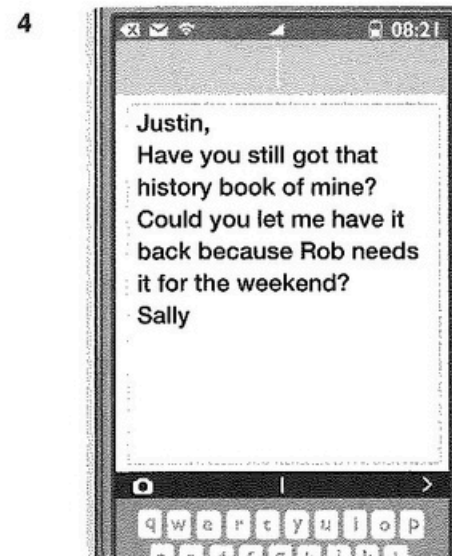 4
08:21
Justin,
Have you still got that
history book of mine?
Could you let me have it
back because Rob needs
it for the weekend?
Sally
q w e r t y u i o p